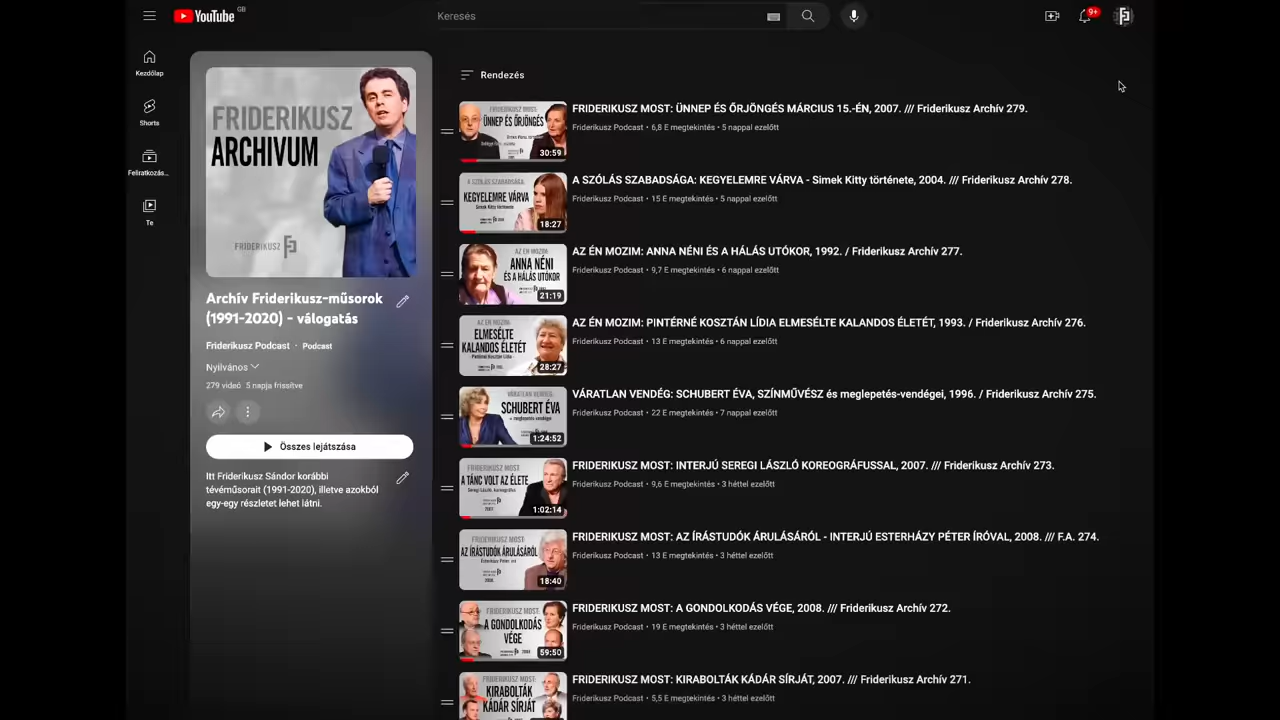 YouTube GB
Keresés
9+
Kezdőlap
Shorts
Feliratkozás...
Te
FRIDERIKUSZ
ARCHIVUM
FRIDERIKUSZ
Archív Friderikusz-műsorok
(1991-2020) - válogatás
Friderikusz Podcast · Podcast
Nyilvános
279 videó 5 napja frissítve
Összes lejátszása
Itt Friderikusz Sándor korábbi
tévéműsorait (1991-2020), illetve azokból
egy-egy részletet lehet látni.
Rendezés
FRIDERIKUSZ MOST:
ÜNNEP ÉS ŐRJÖNGÉS
30:59
FRIDERIKUSZ MOST: ÜNNEP ÉS ŐRJÖNGÉS MÁRCIUS 15.-ÉN, 2007. /// Friderikusz Archív 279.
Friderikusz Podcast • 6,8 E megtekintés • 5 nappal ezelőtt
A SZÓLÁS SZABADSÁGA:
KEGYELEMRE VÁRVA
Simek Kitty története
18:27
A SZÓLÁS SZABADSÁGA: KEGYELEMRE VÁRVA - Simek Kitty története, 2004. /// Friderikusz Archív 278.
Friderikusz Podcast • 15 E megtekintés • 5 nappal ezelőtt
AZ ÉN MOZIM:
ANNA NÉNI
ÉS A HÁLÁS UTÓKOR
21:19
AZ ÉN MOZIM: ANNA NÉNI ÉS A HÁLÁS UTÓKOR, 1992. / Friderikusz Archív 277.
Friderikusz Podcast • 9,7 E megtekintés • 6 nappal ezelőtt
AZ ÉN MOZIM:
ELMESÉLTE
KALANDOS ÉLETÉT
28:27
AZ ÉN MOZIM: PINTÉRNÉ KOSZTÁN LÍDIA ELMESÉLTE KALANDOS ÉLETÉT, 1993. / Friderikusz Archív 276.
Friderikusz Podcast • 13 E megtekintés • 6 nappal ezelőtt
VÁRATLAN VENDÉG:
SCHUBERT ÉVA
1:24:52
VÁRATLAN VENDÉG: SCHUBERT ÉVA, SZÍNMŰVÉSZ és meglepetés-vendégei, 1996. / Friderikusz Archív 275.
Friderikusz Podcast • 22 E megtekintés • 7 nappal ezelőtt
FRIDERIKUSZ MOST:
A TÁNC VOLT AZ ÉLETE
1:02:14
FRIDERIKUSZ MOST: INTERJÚ SEREGI LÁSZLÓ KOREOGRÁFUSSAL, 2007. /// Friderikusz Archív 273.
Friderikusz Podcast • 9,6 E megtekintés • 3 héttel ezelőtt
FRIDERIKUSZ MOST:
AZ ÍRÁSTUDÓK ÁRULÁSÁRÓL
18:40
FRIDERIKUSZ MOST: AZ ÍRÁSTUDÓK ÁRULÁSÁRÓL - INTERJÚ ESTERHÁZY PÉTER ÍRÓVAL, 2008. /// F.A. 274.
Friderikusz Podcast • 13 E megtekintés • 3 héttel ezelőtt
FRIDERIKUSZ MOST:
A GONDOLKODÁS
VÉGE
59:50
FRIDERIKUSZ MOST: A GONDOLKODÁS VÉGE, 2008. /// Friderikusz Archív 272.
Friderikusz Podcast • 19 E megtekintés • 3 héttel ezelőtt
FRIDERIKUSZ MOST:
KIRABOLTÁK
KÁDÁR SÍRJÁT
FRIDERIKUSZ MOST: KIRABOLTÁK KÁDÁR SÍRJÁT, 2007. /// Friderikusz Archív 271.
Friderikusz Podcast • 5,5 E megtekintés • 3 héttel ezelőtt